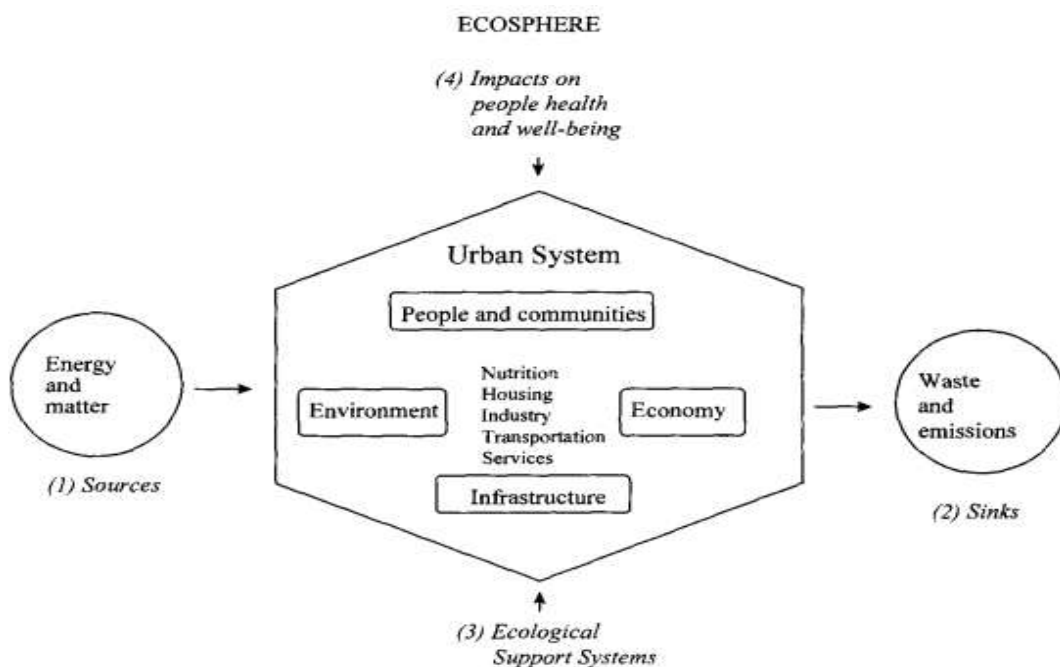 ECOSPHERE
(4) Impacts on
people health
and well-being
Urban System
People and communities
Energy
and
matter
(1) Sources
Environment
Nutrition
Housing
Industry
Transportation
Services
Economy
Infrastructure
Waste
and
emissions
(2) Sinks
(3) Ecological
Support Systems